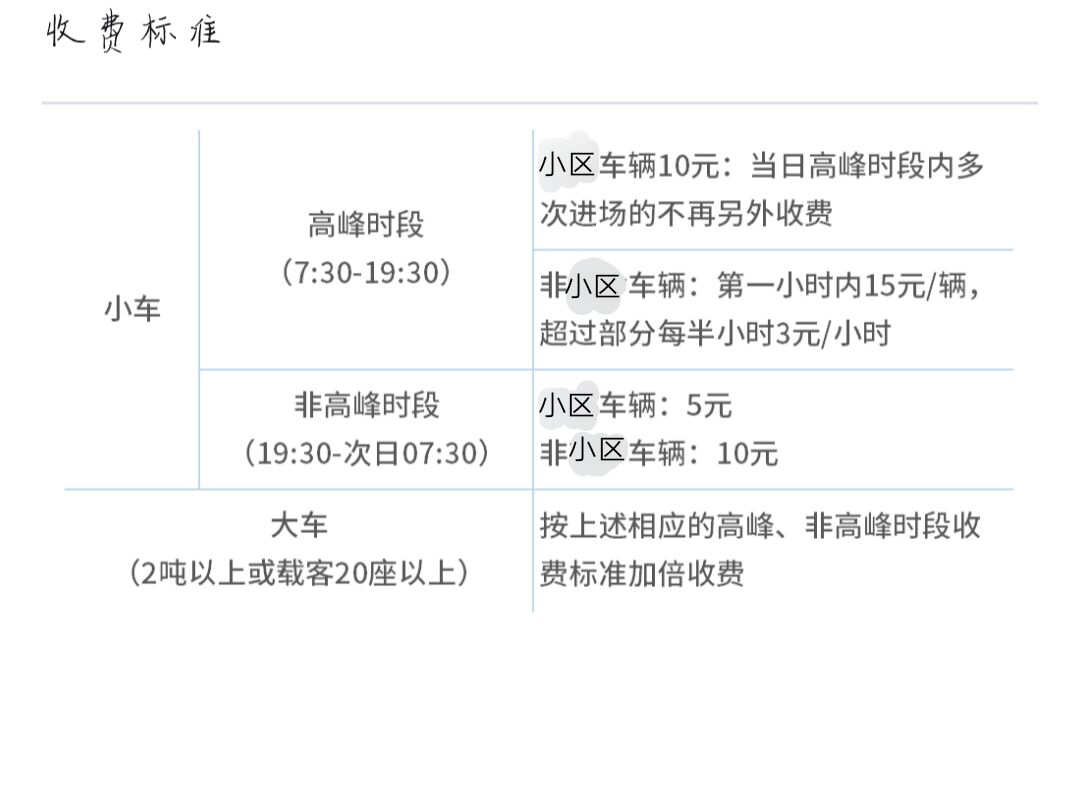 收费标准
小车
高峰时段
（7:30-19:30）
小区车辆10元：当日高峰时段内多
次进场的不再另外收费
非小区车辆：第一小时内15元/辆，
超过部分每半小时3元/小时
非高峰时段
（19:30-次日07:30）
小区车辆：5元
非小区车辆：10元
大车
（2吨以上或载客20座以上）
按上述相应的高峰、非高峰时段收
费标准加倍收费